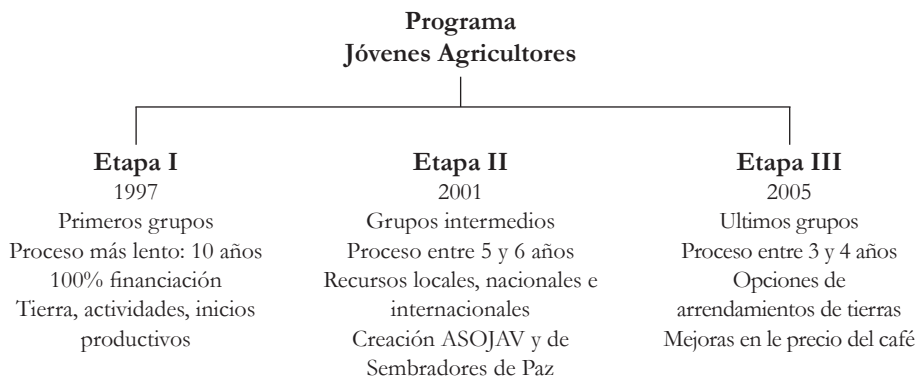 Programa
Jóvenes Agricultores
Etapa I
1997
Primeros grupos
Proceso más lento: 10 años
100% financiación
Tierra, actividades, inicios
productivos
Etapa II
2001
Grupos intermedios
Proceso entre 5 y 6 años
Recursos locales, nacionales e
internacionales
Creación ASOJAV y de
Sembradores de Paz
Etapa III
2005
Ultimos grupos
Proceso entre 3 y 4 años
Opciones de
arrendamientos de tierras
Mejoras en le precio del café